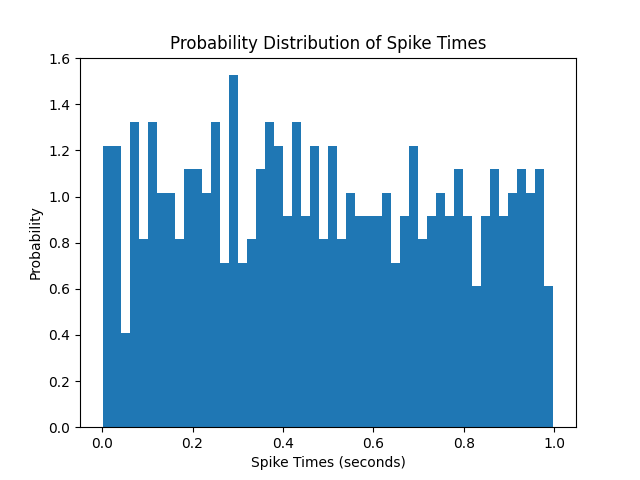 Probability Distribution of Spike Times
1.6
1.4
1.2
1.0
0.8
0.6
0.4
0.2
0.0
Probability
0.0 0.2 0.4 0.6 0.8 1.0
Spike Times (seconds)